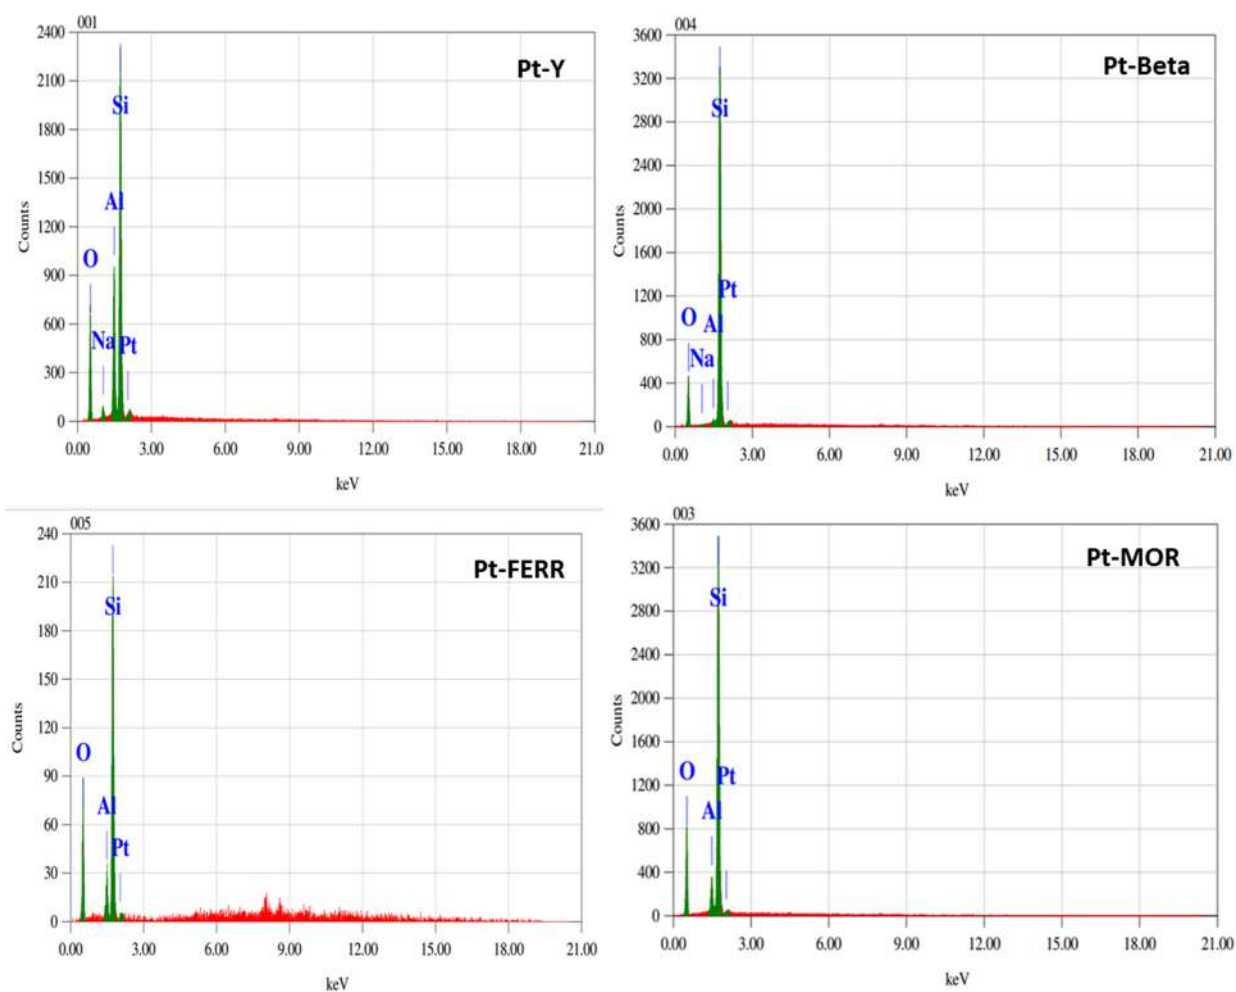 001
Pt-Y
2400
2100
1800
1500
1200
900
600
300
0
Counts
Si
Al
O
Na
Pt
0.00 3.00 6.00 9.00 12.00 15.00 18.00 21.0
keV
004
Pt-Beta
3600
3200
2800
2400
2000
1600
1200
800
400
0
Counts
Si
Pt
O
Al
Na
0.00 3.00 6.00 9.00 12.00 15.00 18.00 21.00
keV
005
Pt-FERR
240
210
180
150
120
90
60
30
0
Counts
Si
O
Al
Pt
0.00 3.00 6.00 9.00 12.00 15.00 18.00 21.0
keV
003
Pt-MOR
3600
3200
2800
2400
2000
1600
1200
800
400
0
Counts
Si
O
Pt
Al
0.00 3.00 6.00 9.00 12.00 15.00 18.00 21.00
keV